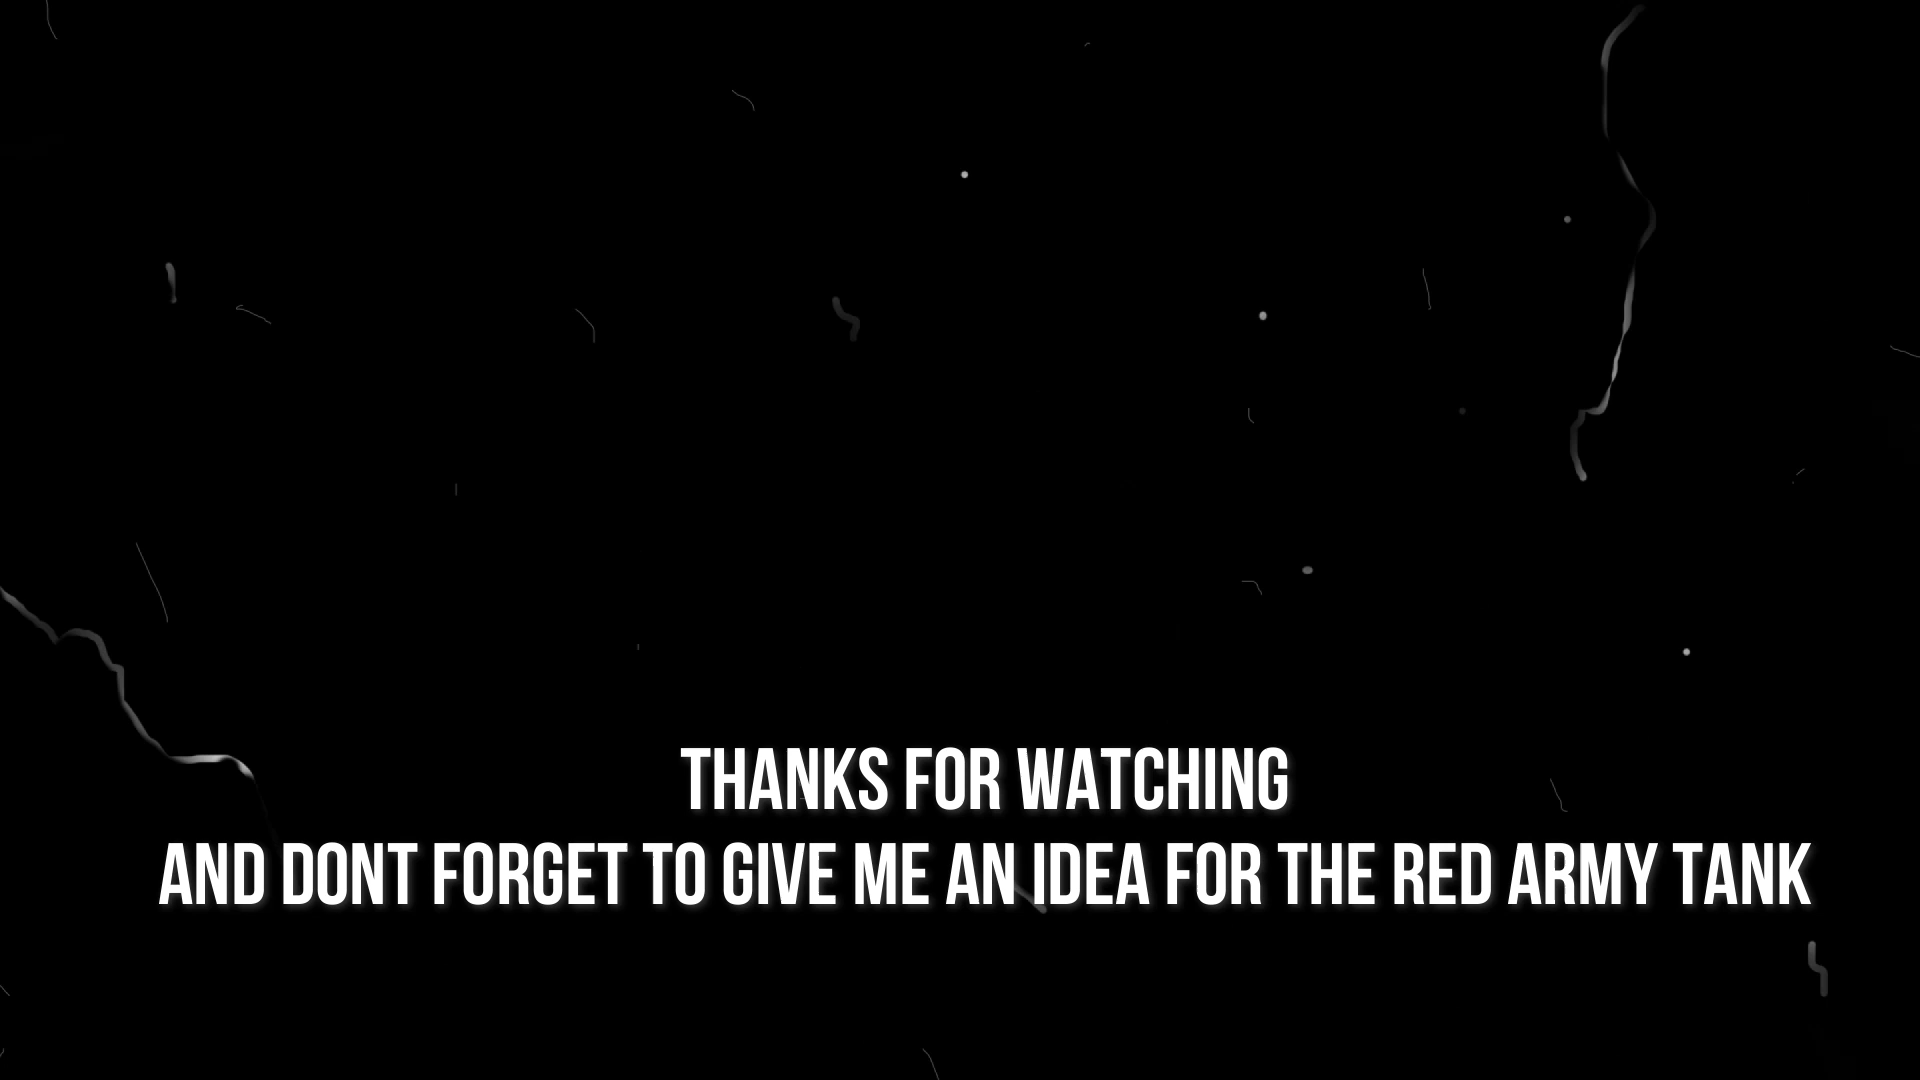 THANKS FOR WATCHING
AND DONT FORGET TO GIVE ME AN IDEA FOR THE RED ARMY TANK